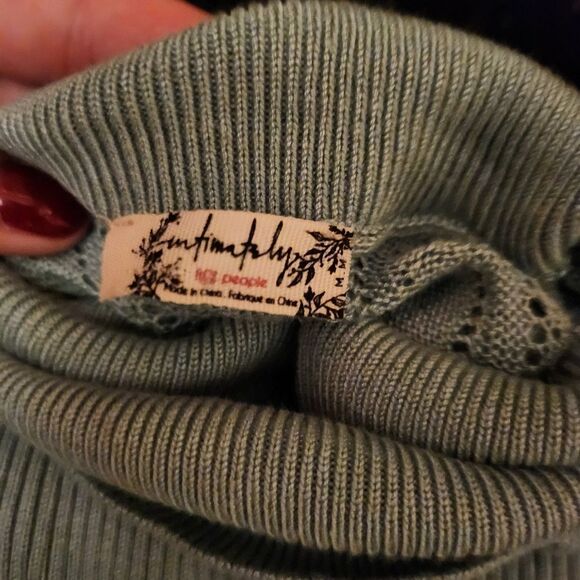 intimately
free people
Made in China. Fabriqué en Chine
M M